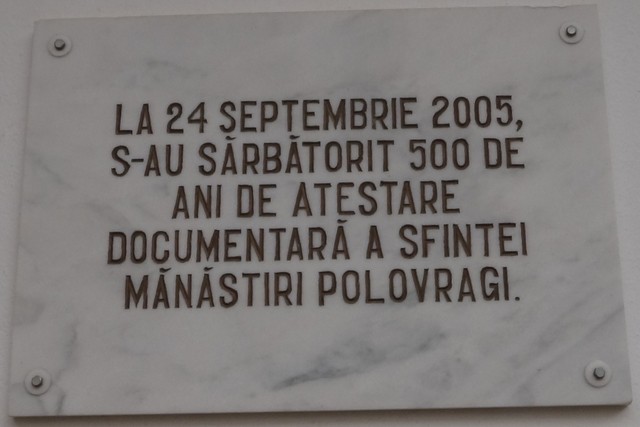 LA 24 SEPTEMBRIE 2005,
S-AU SĂRBĂTORIT 500 DE
ANI DE ATESTARE
DOCUMENTARĂ A SFINTEI
MĂNĂSTIRI POLOVRAGI.